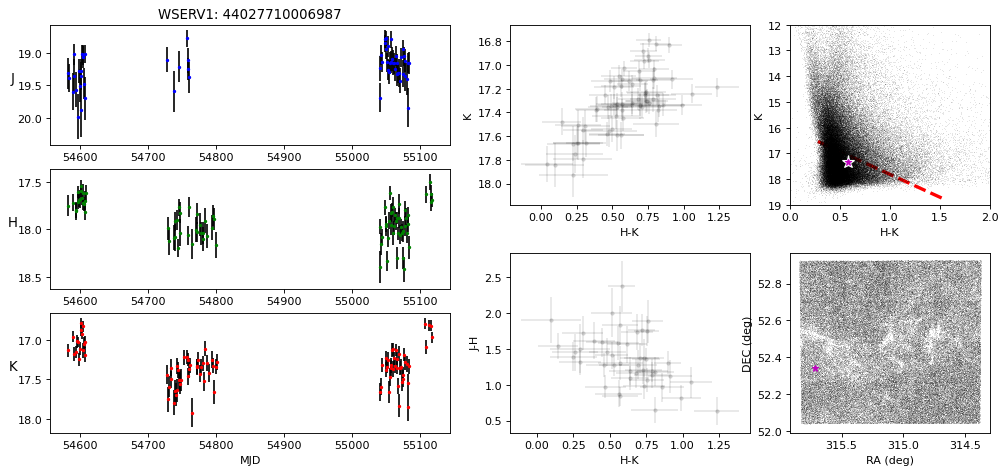 WSERV1: 44027710006987
J
19.0
19.5
20.0
54600 54700 54800 54900 55000 55100
H
17.5
18.0
18.5
54600 54700 54800 54900 55000 55100
K
17.0
17.5
18.0
54600 54700 54800 54900 55000 55100
MJD
K
16.8
17.0
17.2
17.4
17.6
17.8
18.0
0.00 0.25 0.50 0.75 1.00 1.25
H-K
K
12
13
14
15
16
17
18
19
0.0 0.5 1.0 1.5 2.0
H-K
J-H
2.5
2.0
1.5
1.0
0.5
0.00 0.25 0.50 0.75 1.00 1.25
H-K
DEC (deg)
52.8
52.6
52.4
52.2
52.0
315.5 315.0 314.5
RA (deg)